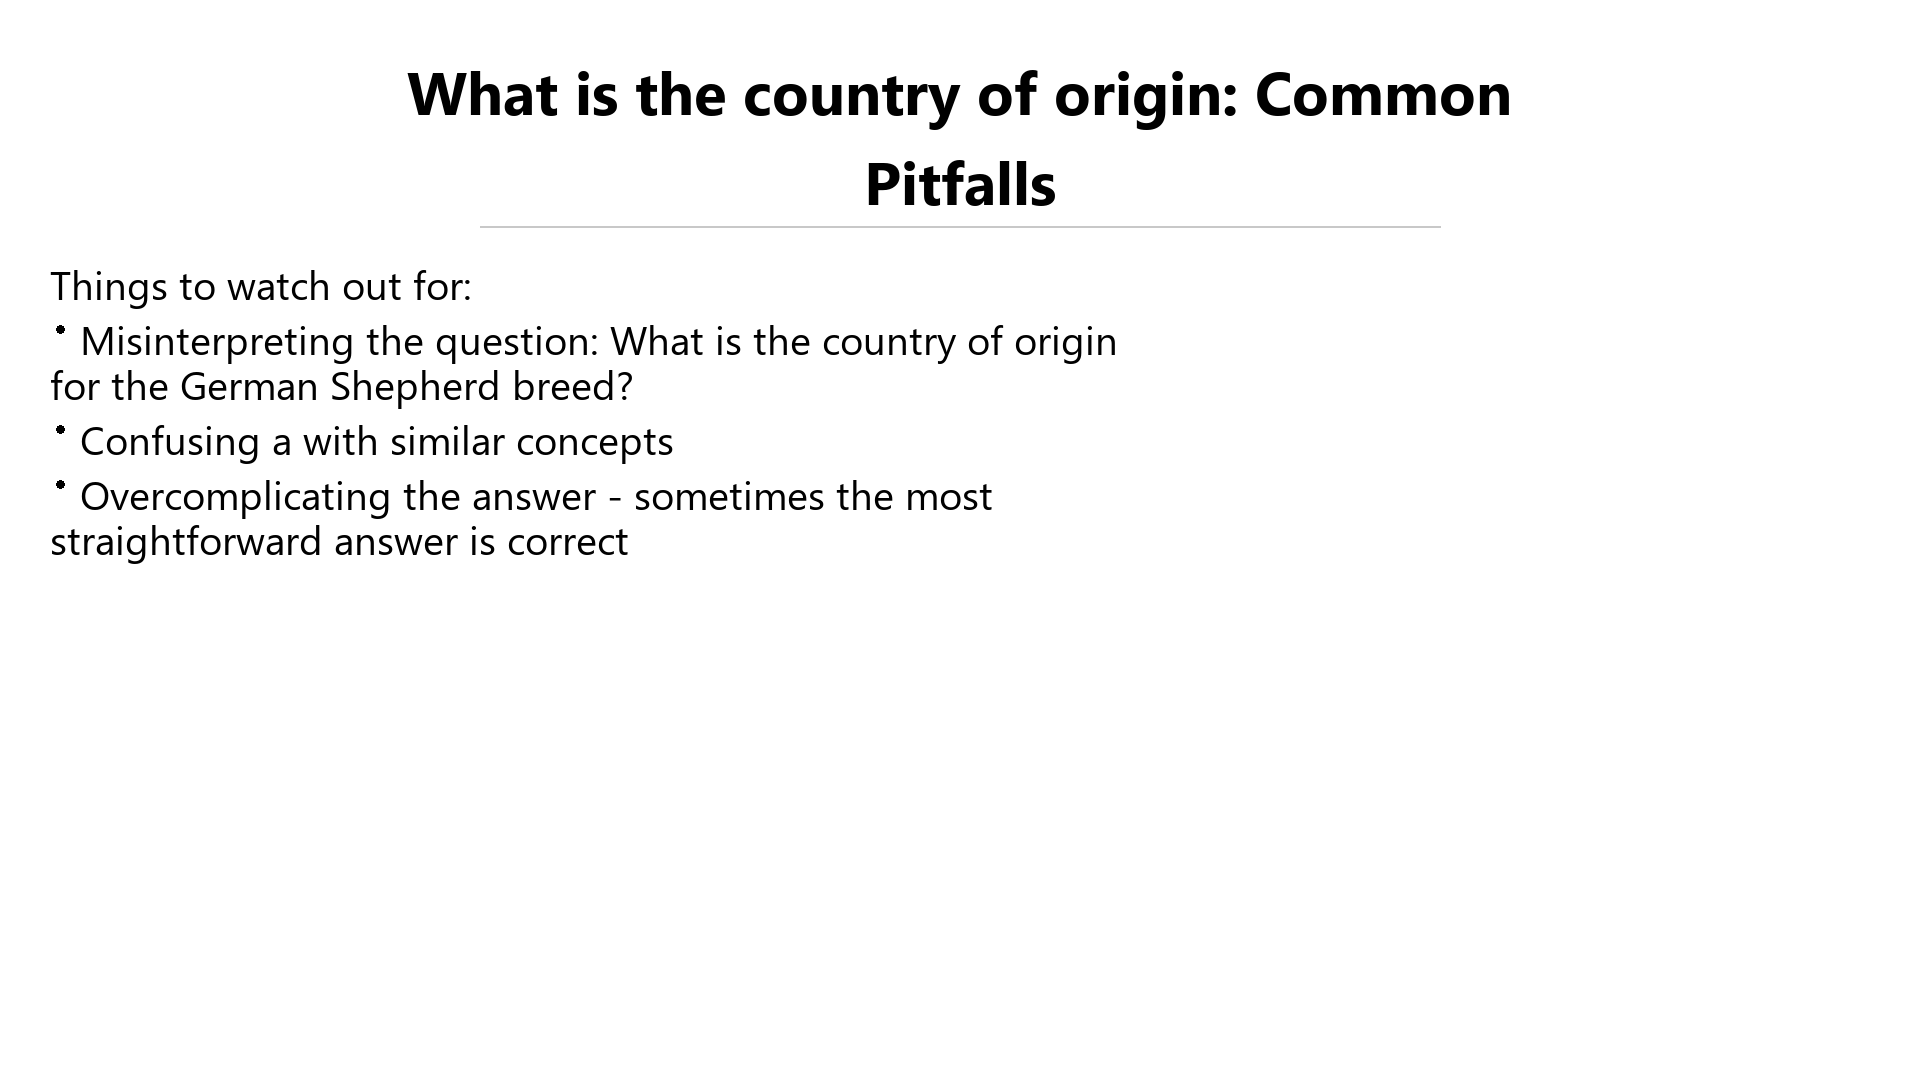 What is the country of origin: Common
Pitfalls
Things to watch out for:
• Misinterpreting the question: What is the country of origin
for the German Shepherd breed?
• Confusing a with similar concepts
• Overcomplicating the answer - sometimes the most
straightforward answer is correct